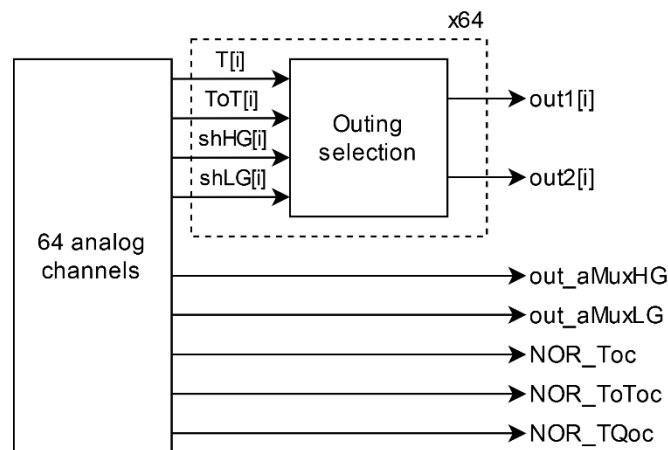 x64
T[i]
ToT[i]
shHG[i]
shLG[i]
Outing
selection
out1[i]
out2[i]
64 analog
channels
out_aMuxHG
out_aMuxLG
NOR_Toc
NOR_ToToc
NOR_TQoc